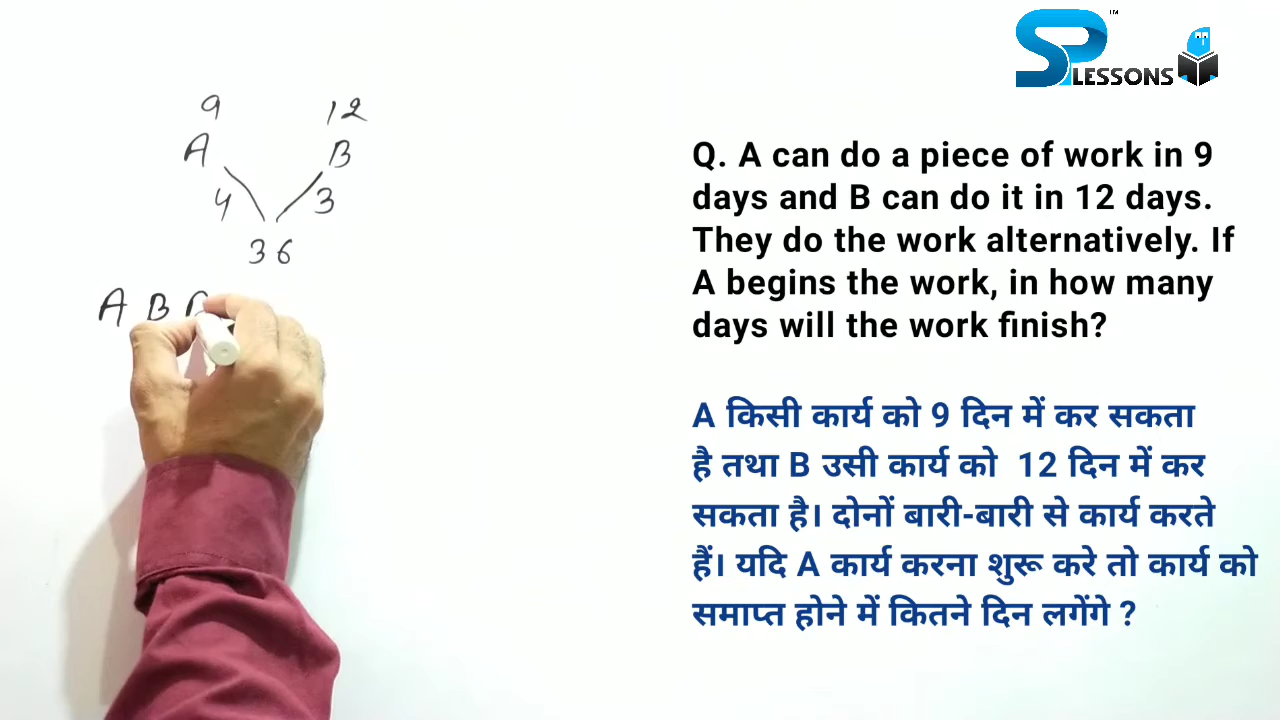 SP LESSONS™
9 12
A B
4 3
36
A B
Q. A can do a piece of work in 9
days and B can do it in 12 days.
They do the work alternatively. If
A begins the work, in how many
days will the work finish?
A किसी कार्य को 9 दिन में कर सकता
है तथा B उसी कार्य को 12 दिन में कर
सकता है। दोनों बारी-बारी से कार्य करते
हैं। यदि A कार्य करना शुरू करे तो कार्य को
समाप्त होने में कितने दिन लगेंगे ?